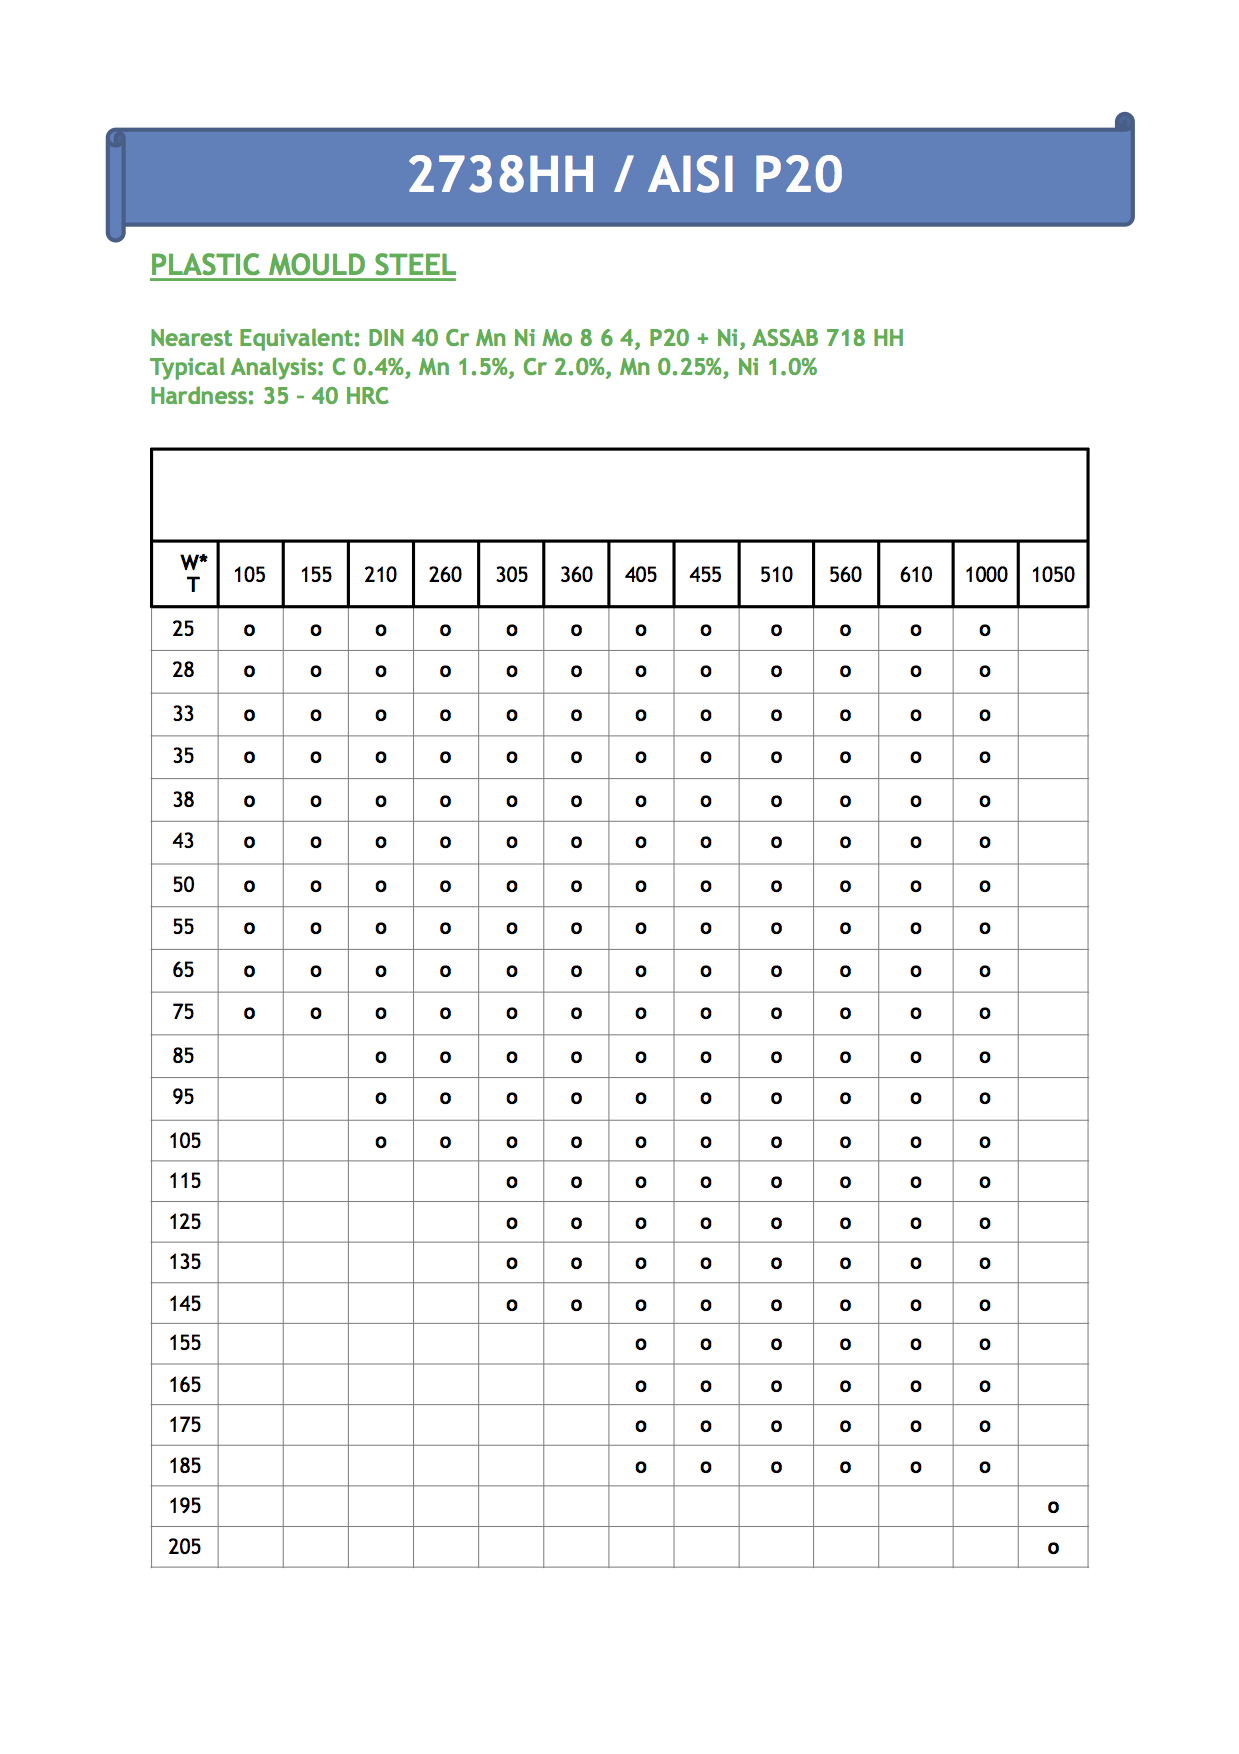 2738HH / AISI P20
PLASTIC MOULD STEEL
Nearest Equivalent: DIN 40 Cr Mn Ni Mo 8 6 4, P20 + Ni, ASSAB 718 HH
Typical Analysis: C 0.4%, Mn 1.5%, Cr 2.0%, Mn 0.25%, Ni 1.0%
Hardness: 35 – 40 HRC
W* T 105 155 210 260 305 360 405 455 510 560 610 1000 1050
25 o o o o o o o o o o o o
28 o o o o o o o o o o o o
33 o o o o o o o o o o o o
35 o o o o o o o o o o o o
38 o o o o o o o o o o o o
43 o o o o o o o o o o o o
50 o o o o o o o o o o o o
55 o o o o o o o o o o o o
65 o o o o o o o o o o o o
75 o o o o o o o o o o o o
85 o o o o o o o o o o
95 o o o o o o o o o o
105 o o o o o o o o o o
115 o o o o o o o o
125 o o o o o o o o
135 o o o o o o o o
145 o o o o o o o o
155 o o o o o o
165 o o o o o o
175 o o o o o o
185 o o o o o o
195 o
205 o